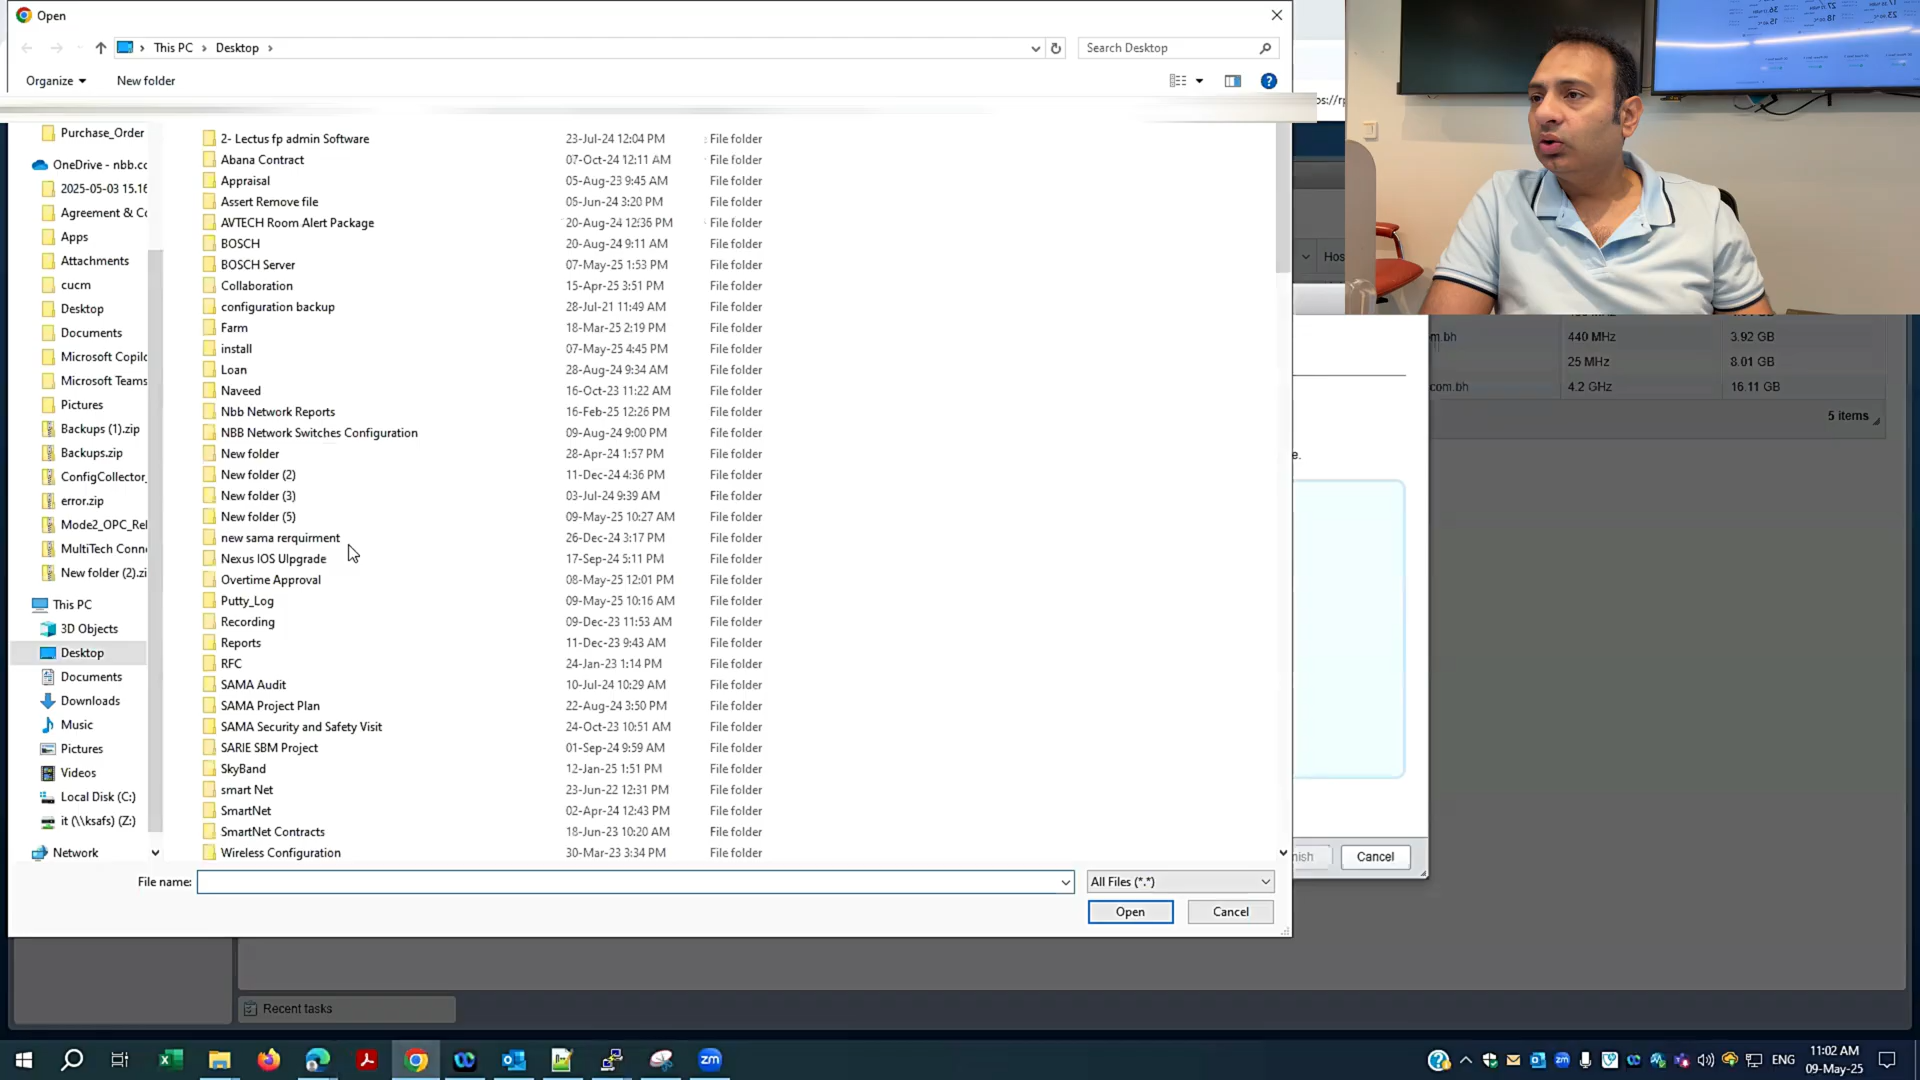 Open
This PC > Desktop >
Search Desktop
Organize
New folder
Purchase_Order
OneDrive - nbb.cc
2025-05-03 15.16
Agreement & Cc
Apps
Attachments
cucm
Desktop
Documents
Microsoft Copilc
Microsoft Teams
Pictures
Backups (1).zip
Backups.zip
ConfigCollector_
error.zip
Mode2_OPC_Rel
MultiTech Conn
New folder (2).zi
This PC
3D Objects
Desktop
Documents
Downloads
Music
Pictures
Videos
Local Disk (C:)
it (\\ksafs) (Z:)
Network
2- Lectus fp admin Software 23-Jul-24 12:04 PM File folder
Abana Contract 07-Oct-24 12:11 AM File folder
Appraisal 05-Aug-23 9:45 AM File folder
Assert Remove file 05-Jun-24 3:20 PM File folder
AVTECH Room Alert Package 20-Aug-24 12:35 PM File folder
BOSCH 20-Aug-24 9:11 AM File folder
BOSCH Server 07-May-25 1:53 PM File folder
Collaboration 15-Apr-25 3:51 PM File folder
configuration backup 28-Jul-21 11:49 AM File folder
Farm 18-Mar-25 2:19 PM File folder
install 07-May-25 4:45 PM File folder
Loan 28-Aug-24 9:34 AM File folder
Naveed 16-Oct-23 11:22 AM File folder
Nbb Network Reports 16-Feb-25 12:26 PM File folder
NBB Network Switches Configuration 09-Aug-24 9:00 PM File folder
New folder 28-Apr-24 1:57 PM File folder
New folder (2) 11-Dec-24 4:36 PM File folder
New folder (3) 03-Jul-24 9:39 AM File folder
New folder (5) 09-May-25 10:27 AM File folder
new sama rerquirment 26-Dec-24 3:17 PM File folder
Nexus IOS Ulpgrade 17-Sep-24 5:11 PM File folder
Overtime Approval 08-May-25 12:01 PM File folder
Putty_Log 09-May-25 10:16 AM File folder
Recording 09-Dec-23 11:53 AM File folder
Reports 11-Dec-23 9:43 AM File folder
RFC 24-Jan-23 1:14 PM File folder
SAMA Audit 10-Jul-24 10:29 AM File folder
SAMA Project Plan 22-Aug-24 3:50 PM File folder
SAMA Security and Safety Visit 24-Oct-23 10:51 AM File folder
SARIE SBM Project 01-Sep-24 9:59 AM File folder
SkyBand 12-Jan-25 1:51 PM File folder
smart Net 23-Jun-22 12:31 PM File folder
SmartNet 02-Apr-24 12:43 PM File folder
SmartNet Contracts 18-Jun-23 10:20 AM File folder
Wireless Configuration 30-Mar-23 3:34 PM File folder
File name:
All Files (*.*)
Open
Cancel
Hos
m.bh 440 MHz 3.92 GB
25 MHz 8.01 GB
com.bh 4.2 GHz 16.11 GB
5 items
e.
nish
Cancel
Recent tasks
zm
ENG
11:02 AM
09-May-25